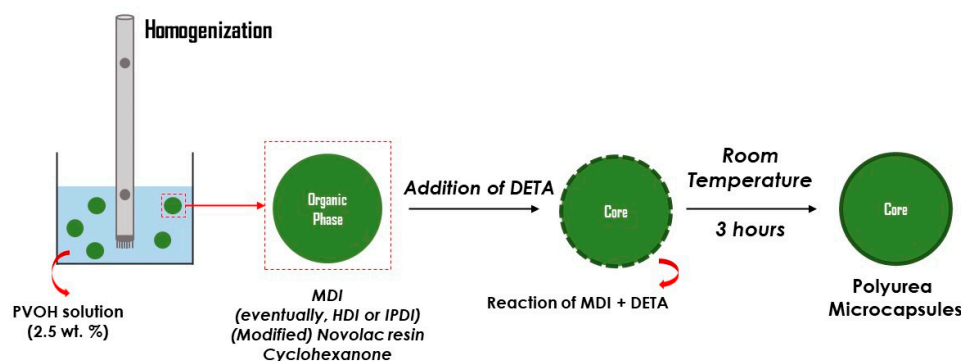 Homogenization
PVOH solution
(2.5 wt. %)
Organic
Phase
MDI
(eventually, HDI or IPDI)
(Modified) Novolac resin
Cyclohexanone
Addition of DETA
Core
Reaction of MDI + DETA
Room
Temperature
3 hours
Core
Polyurea
Microcapsules